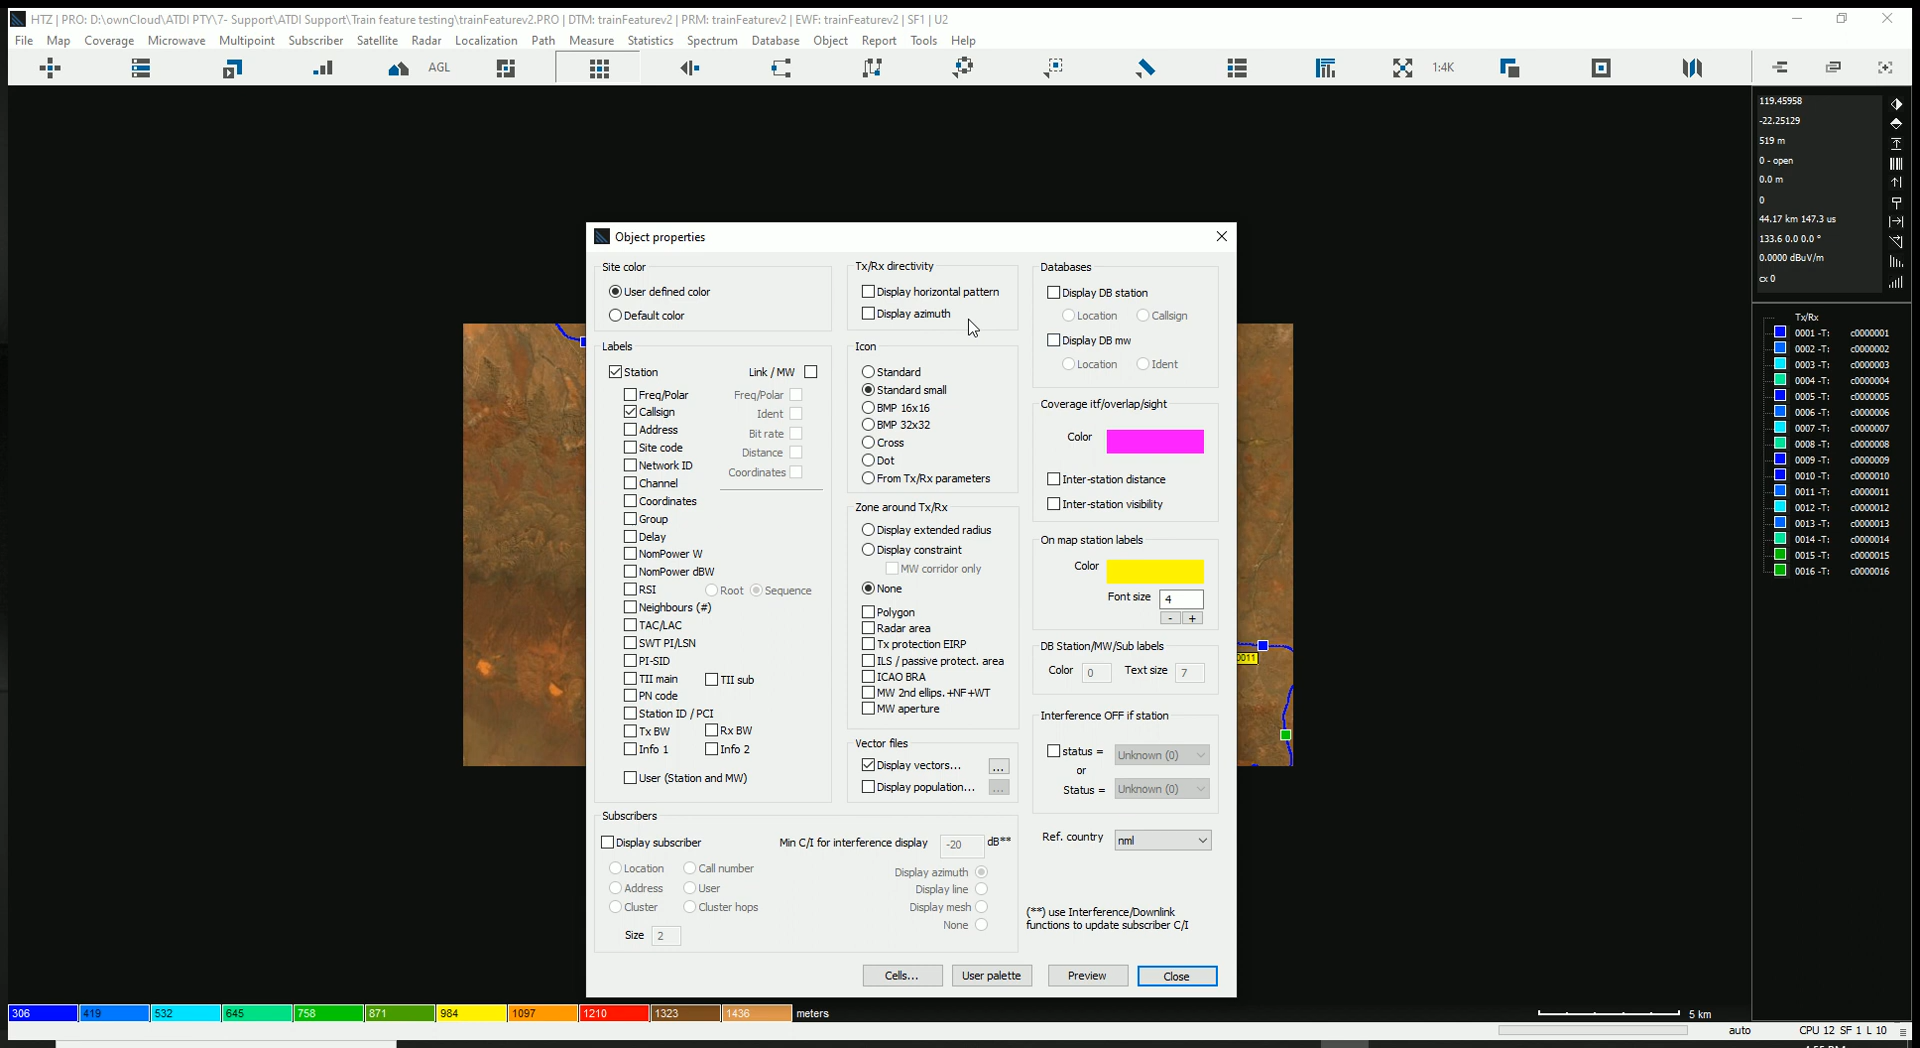 HTZ | PRO: D:\ownCloud\ATDI PTY\7- Support\ATDI Support\Train feature testing\trainFeaturev2.PRO | DTM: trainFeaturev2 | PRM: trainFeaturev2 | EWF: trainFeaturev2 | SF1 | U2
File Map Coverage Microwave Multipoint Subscriber Satellite Radar Localization Path Measure Statistics Spectrum Database Object Report Tools Help
AGL 1:4K
119.45958
-22.25129
519 m
0 - open
0.0 m
0
44.17 km 147.3 us
133.6 0.0 0.0 °
0.0000 dBuV/m
cx 0
Tx/Rx
0001 -T: c0000001
0002 -T: c0000002
0003 -T: c0000003
0004 -T: c0000004
0005 -T: c0000005
0006 -T: c0000006
0007 -T: c0000007
0008 -T: c0000008
0009 -T: c0000009
0010 -T: c0000010
0011 -T: c0000011
0012 -T: c0000012
0013 -T: c0000013
0014 -T: c0000014
0015 -T: c0000015
0016 -T: c0000016
Object properties
Site color
User defined color
Default color
Labels
Station Link / MW
Freq/Polar Freq/Polar
Callsign Ident
Address Bit rate
Site code Distance
Network ID Coordinates
Channel
Coordinates
Group
Delay
NomPower W
NomPower dBW
RSI Root Sequence
Neighbours (#)
TAC/LAC
SWT PI/LSN
PI-SID
TII main TII sub
PN code
Station ID / PCI
Tx BW Rx BW
Info 1 Info 2
User (Station and MW)
Tx/Rx directivity
Display horizontal pattern
Display azimuth
Icon
Standard
Standard small
BMP 16x16
BMP 32x32
Cross
Dot
From Tx/Rx parameters
Zone around Tx/Rx
Display extended radius
Display constraint
MW corridor only
None
Polygon
Radar area
Tx protection EIRP
ILS / passive protect. area
ICAO BRA
MW 2nd ellips.+NF+WT
MW aperture
Vector files
Display vectors... ...
Display population... ...
Databases
Display DB station
Location Callsign
Display DB mw
Location Ident
Coverage itf/overlap/sight
Color
Inter-station distance
Inter-station visibility
On map station labels
Color
Font size 4
- +
DB Station/MW/Sub labels
Color 0 Text size 7
Interference OFF if station
status = Unknown (0)
or
Status = Unknown (0)
Ref. country nml
Subscribers
Display subscriber Min C/I for interference display -20 dB**
Location Call number Display azimuth
Address User Display line
Cluster Cluster hops Display mesh
None
Size 2
(**) use Interference/Downlink
functions to update subscriber C/I
Cells... User palette Preview Close
0011
306 419 532 645 758 871 984 1097 1210 1323 1436 meters
5 km
auto CPU 12 SF 1 L 10